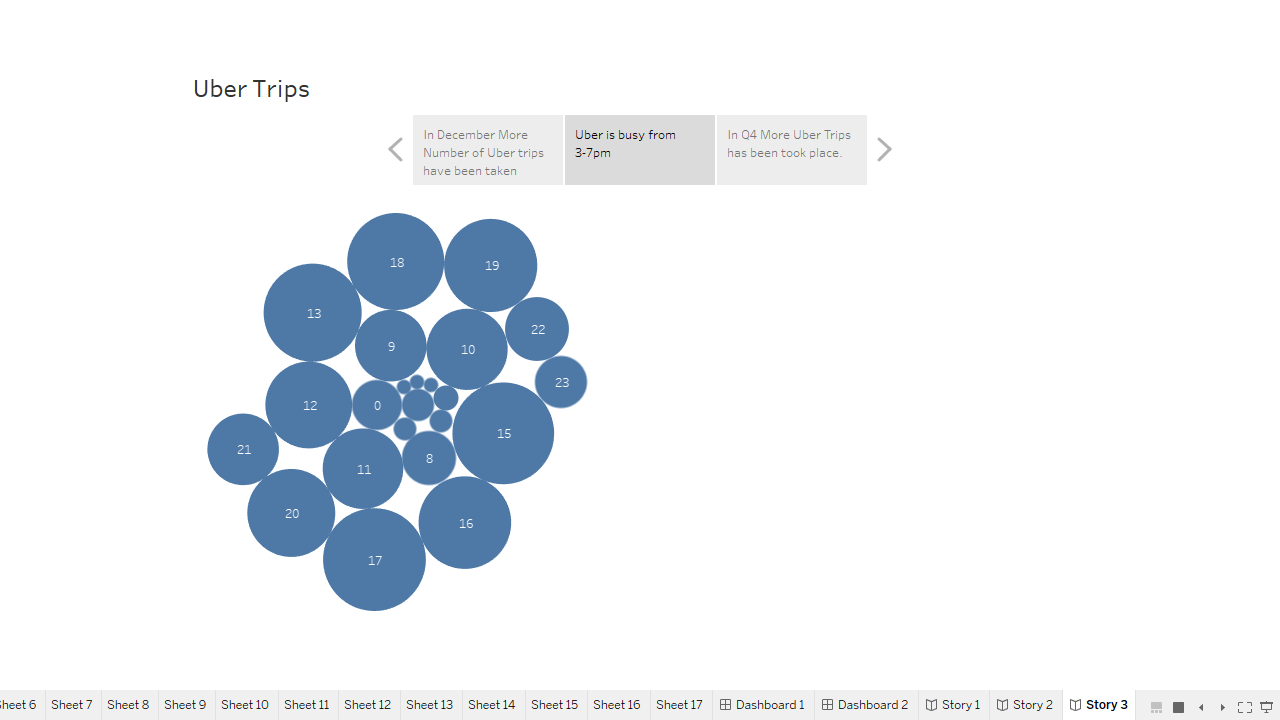 Uber Trips
In December More
Number of Uber trips
have been taken
Uber is busy from
3-7pm
In Q4 More Uber Trips
has been took place.
18
19
13
22
9
10
23
12
0
15
21
8
11
20
16
17
Sheet 6 Sheet 7 Sheet 8 Sheet 9 Sheet 10 Sheet 11 Sheet 12 Sheet 13 Sheet 14 Sheet 15 Sheet 16 Sheet 17 Dashboard 1 Dashboard 2 Story 1 Story 2 Story 3